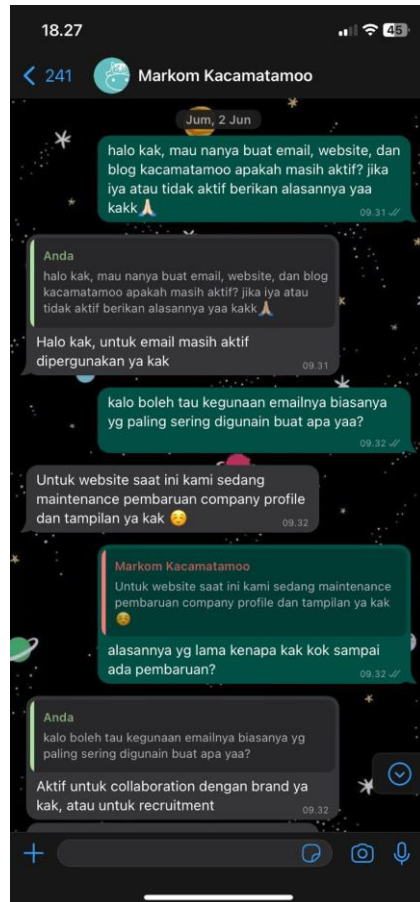 18.27
45
241
Markom Kacamatamoo
Jum, 2 Jun
halo kak, mau nanya buat email, website, dan
blog kacamatamoo apakah masih aktif? jika
iya atau tidak aktif berikan alasannya yaa
kakk🙏🏻
09.31
Anda
halo kak, mau nanya buat email, website, dan blog
kacamatamoo apakah masih aktif? jika iya atau
tidak aktif berikan alasannya yaa kakk🙏🏻
Halo kak, untuk email masih aktif
dipergunakan ya kak
09.31
kalo boleh tau kegunaan emailnya biasanya
yg paling sering digunain buat apa yaa?
09.32
Untuk website saat ini kami sedang
maintenance pembaruan company profile
dan tampilan ya kak ☺️
09.32
Markom Kacamatamoo
Untuk website saat ini kami sedang maintenance
pembaruan company profile dan tampilan ya kak
☺️
alasannya yg lama kenapa kak kok sampai
ada pembaruan?
09.32
Anda
kalo boleh tau kegunaan emailnya biasanya yg
paling sering digunain buat apa yaa?
Aktif untuk collaboration dengan brand ya
kak, atau untuk recruitment
09.32